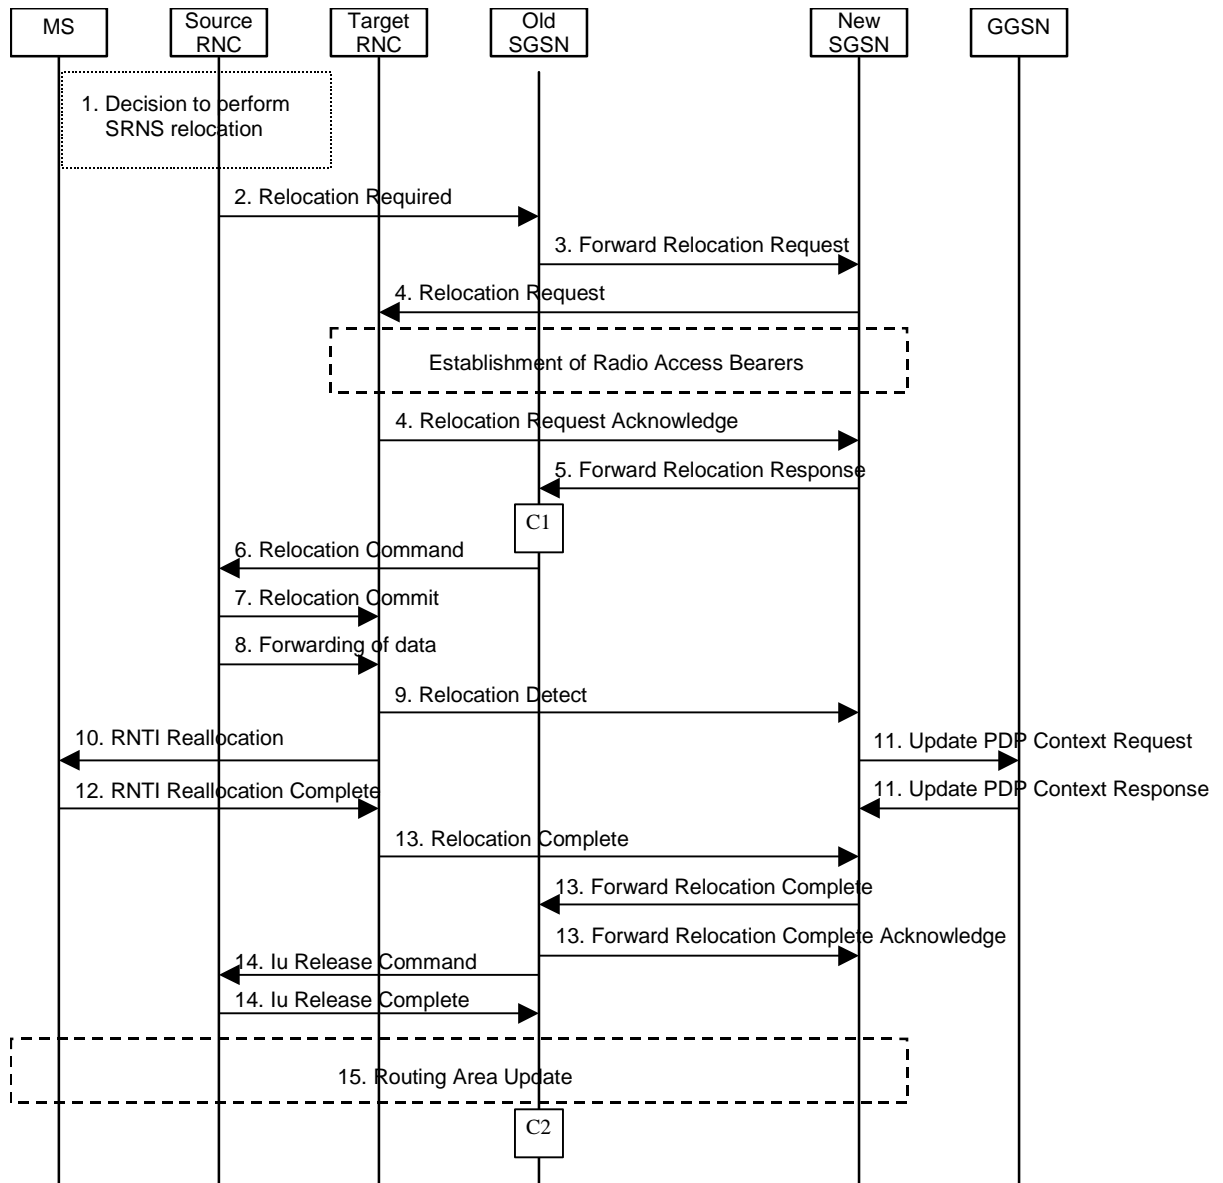 MS
Source
RNC
Target
RNC
Old
SGSN
New
SGSN
GGSN
1. Decision to perform
SRNS relocation
2. Relocation Required
3. Forward Relocation Request
4. Relocation Request
Establishment of Radio Access Bearers
4. Relocation Request Acknowledge
5. Forward Relocation Response
C1
6. Relocation Command
7. Relocation Commit
8. Forwarding of data
9. Relocation Detect
10. RNTI Reallocation
11. Update PDP Context Request
12. RNTI Reallocation Complete
11. Update PDP Context Response
13. Relocation Complete
13. Forward Relocation Complete
13. Forward Relocation Complete Acknowledge
14. Iu Release Command
14. Iu Release Complete
15. Routing Area Update
C2